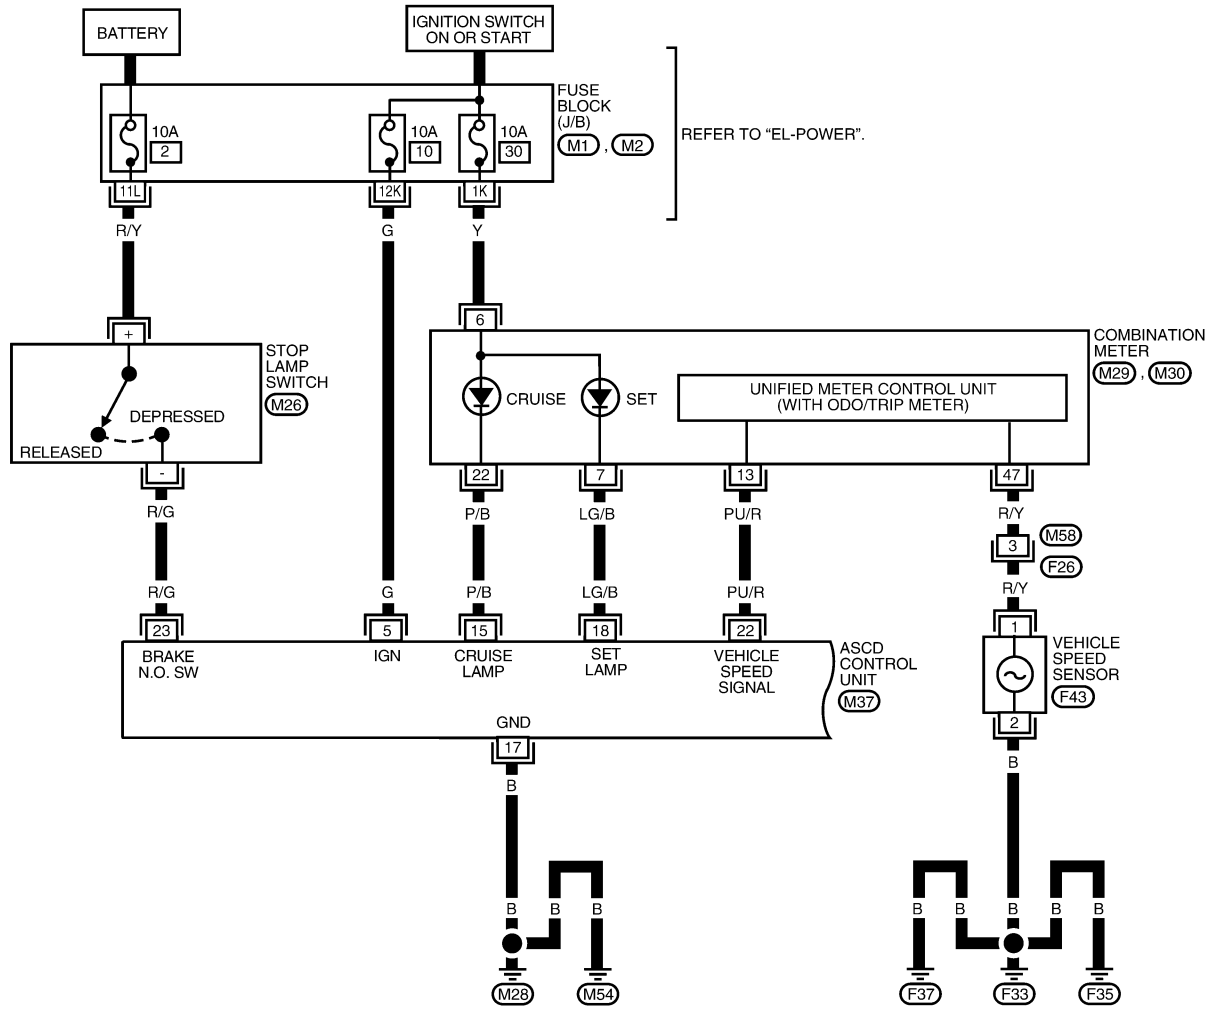 BATTERY
IGNITION SWITCH
ON OR START
FUSE
BLOCK
(J/B)
M1 , M2
REFER TO “EL-POWER”.
10A
2
10A
10
10A
30
11L
12K
1K
R/Y
G
Y
+
6
STOP
LAMP
SWITCH
M26
DEPRESSED
RELEASED
-
COMBINATION
METER
M29 , M30
CRUISE
SET
UNIFIED METER CONTROL UNIT
(WITH ODO/TRIP METER)
22
7
13
47
R/G
P/B
LG/B
PU/R
R/Y
M58
3
F26
R/G
G
P/B
LG/B
PU/R
R/Y
23
5
15
18
22
1
BRAKE
N.O. SW
IGN
CRUISE
LAMP
SET
LAMP
VEHICLE
SPEED
SIGNAL
ASCD
CONTROL
UNIT
M37
VEHICLE
SPEED
SENSOR
F43
GND
17
2
B
B
B
B
B
B
B
B
B
B
M28
M54
F37
F33
F35